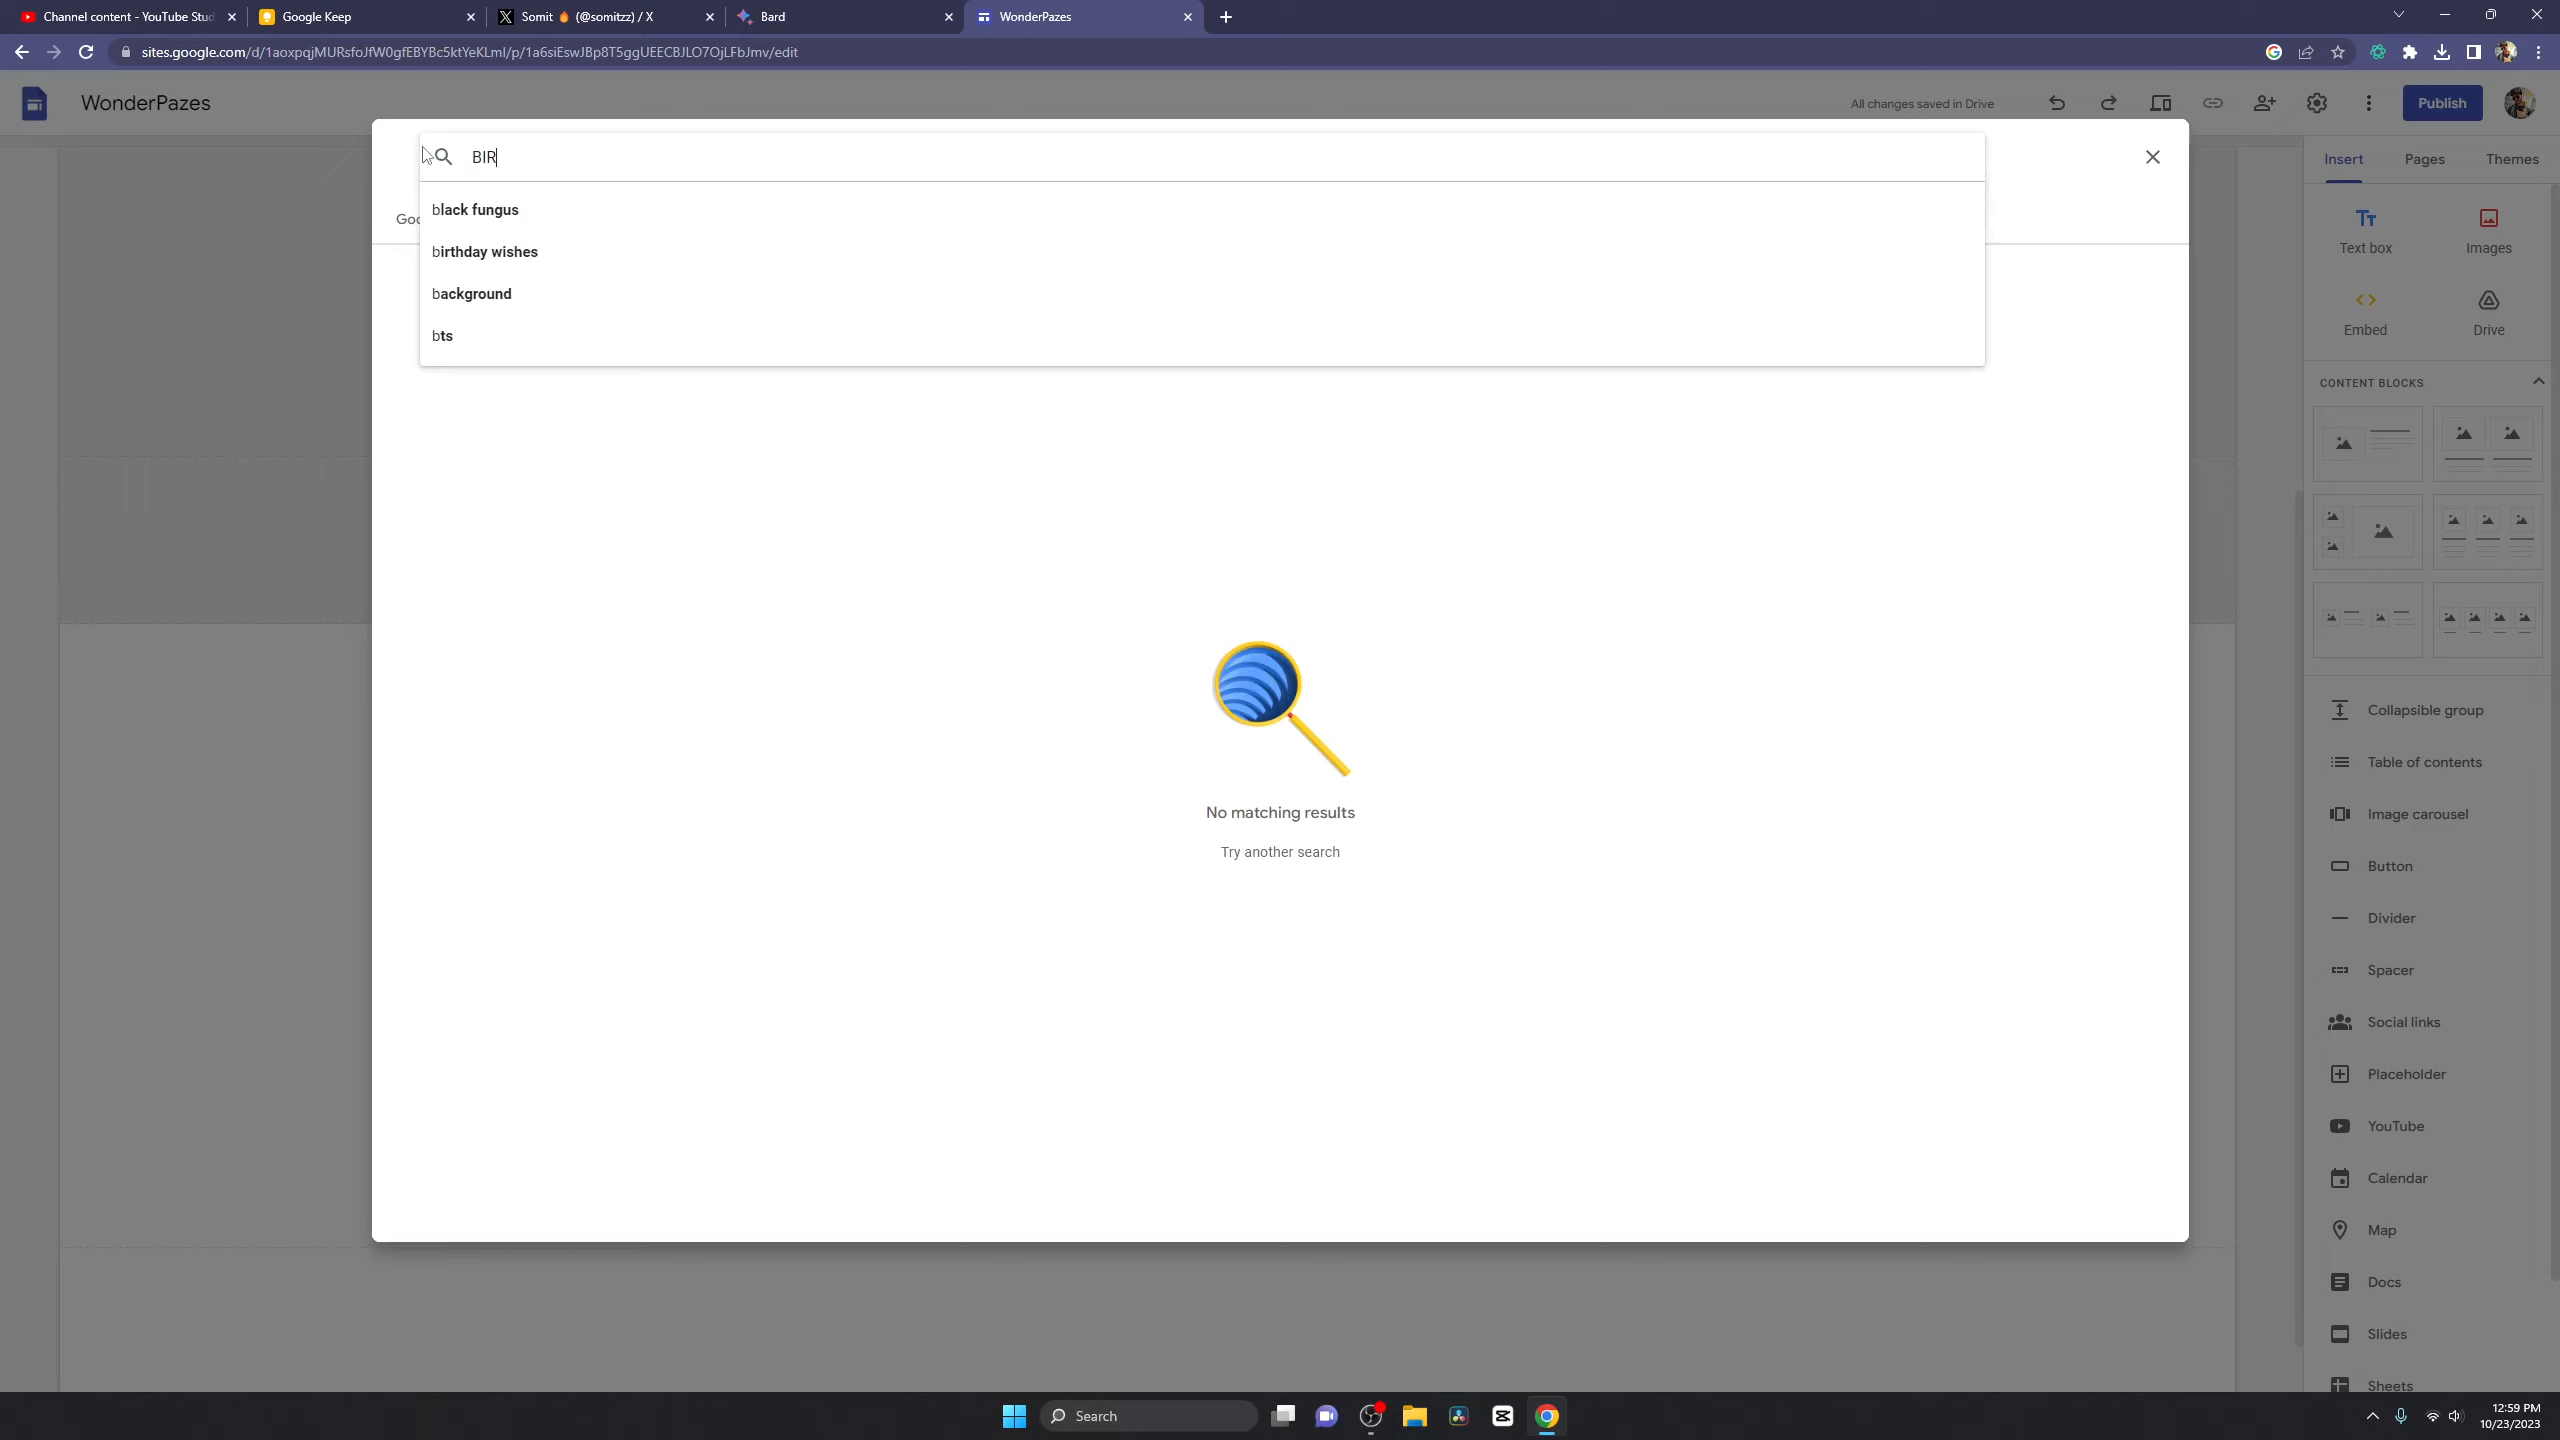 Channel content - YouTube Stud
Google Keep
Somit 🔥 (@somitzz) / X
Bard
WonderPazes
sites.google.com/d/1aoxpqjMURsfoJfW0gfEBYBc5ktYeKLmI/p/1a6siEswJBp8T5ggUEECBJLO7OjLFbJmv/edit
WonderPazes
All changes saved in Drive
Publish
BIR
black fungus
birthday wishes
background
bts
Goo
No matching results
Try another search
Insert
Pages
Themes
Text box
Images
Embed
Drive
CONTENT BLOCKS
Collapsible group
Table of contents
Image carousel
Button
Divider
Spacer
Social links
Placeholder
YouTube
Calendar
Map
Docs
Slides
Sheets
Search
12:59 PM
10/23/2023